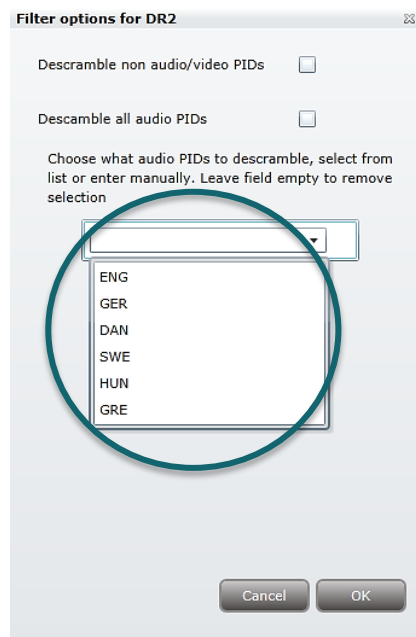 Filter options for DR2
Descramble non audio/video PIDs
Descamble all audio PIDs
Choose what audio PIDs to descramble, select from
list or enter manually. Leave field empty to remove
selection
ENG
GER
DAN
SWE
HUN
GRE
Cancel
OK